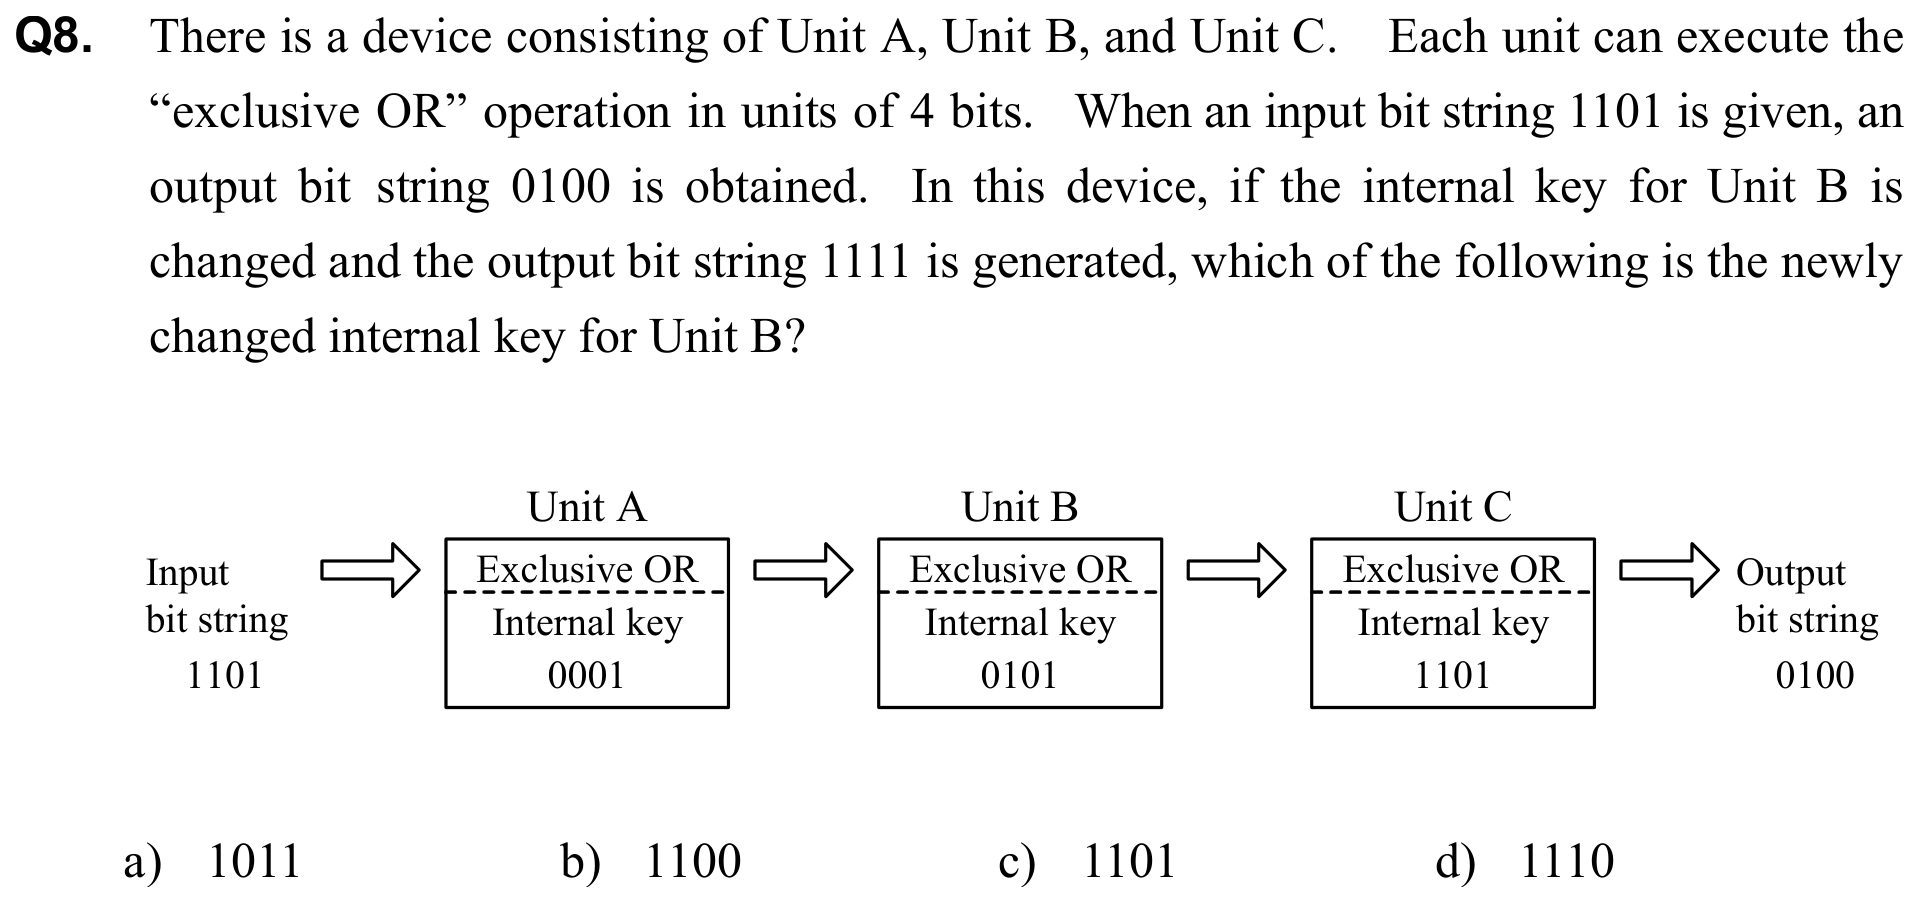 Q8. There is a device consisting of Unit A, Unit B, and Unit C. Each unit can execute the
“exclusive OR” operation in units of 4 bits. When an input bit string 1101 is given, an
output bit string 0100 is obtained. In this device, if the internal key for Unit B is
changed and the output bit string 1111 is generated, which of the following is the newly
changed internal key for Unit B?
Unit A Unit B Unit C
Input Exclusive OR Exclusive OR Exclusive OR Output
bit string Internal key Internal key Internal key bit string
1101 0001 0101 1101 0100
a) 1011 b) 1100 c) 1101 d) 1110